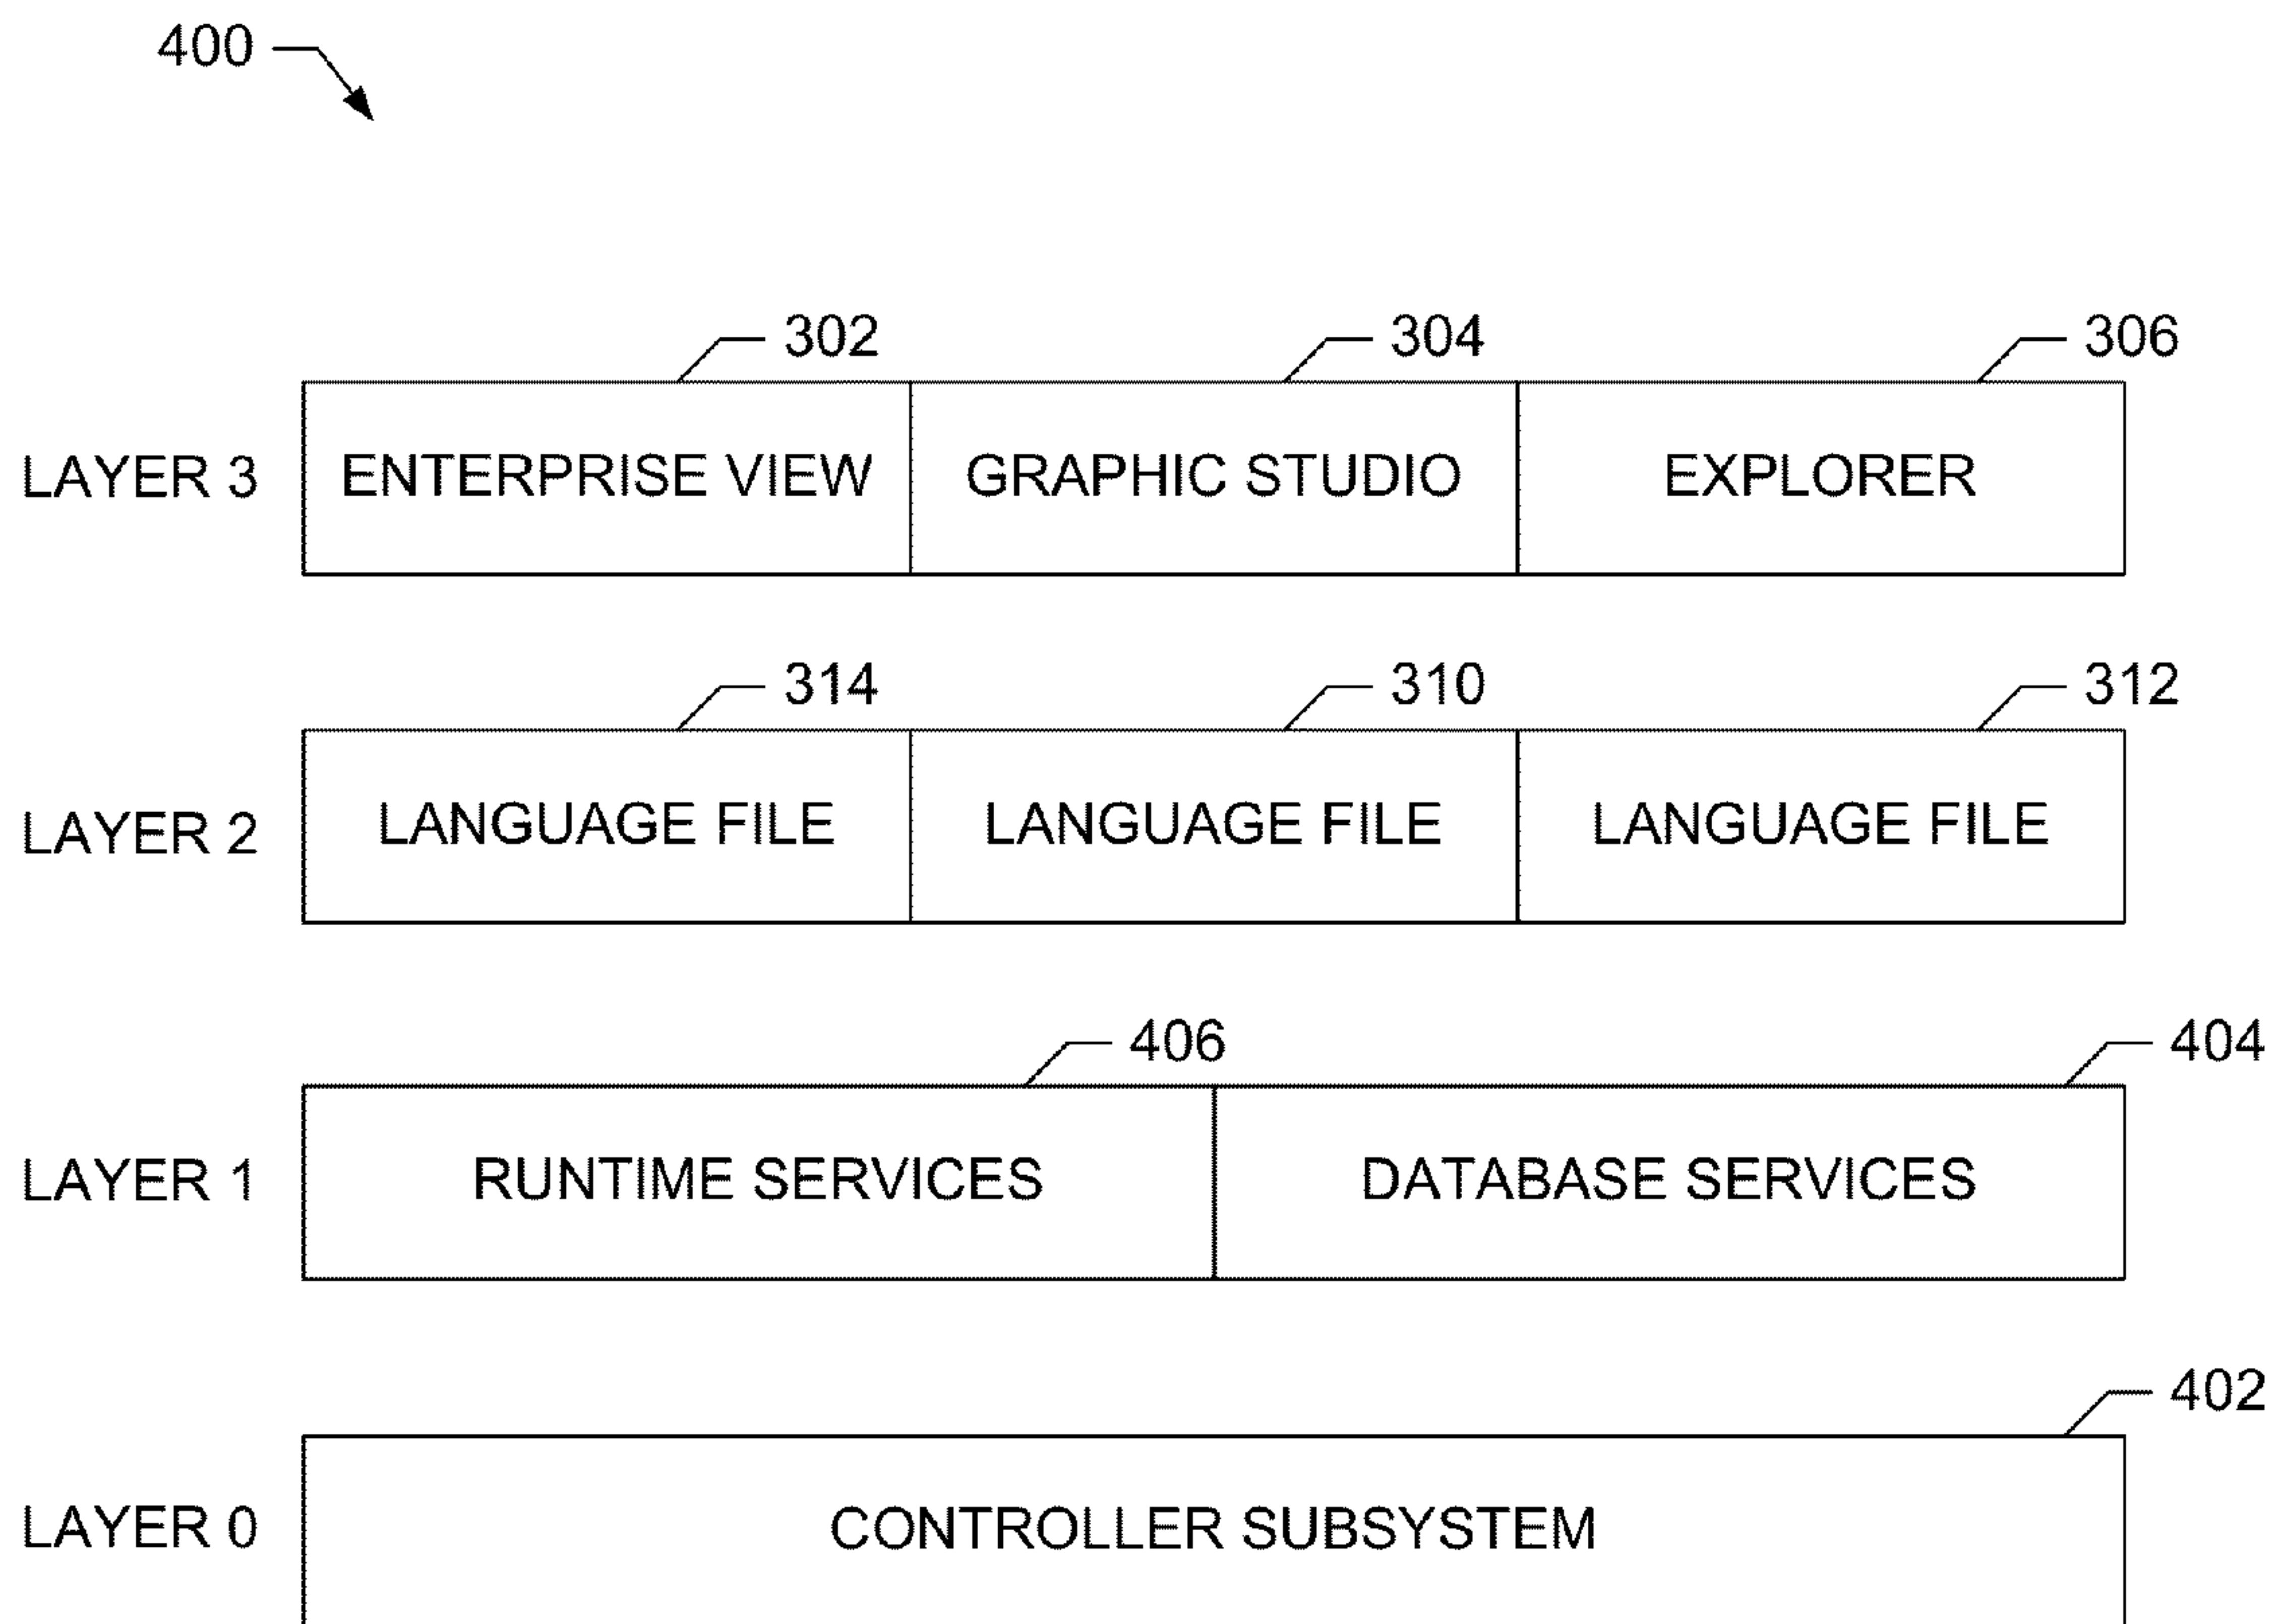 400
302 304 306
LAYER 3 ENTERPRISE VIEW GRAPHIC STUDIO EXPLORER
314 310 312
LAYER 2 LANGUAGE FILE LANGUAGE FILE LANGUAGE FILE
406 404
LAYER 1 RUNTIME SERVICES DATABASE SERVICES
402
LAYER 0 CONTROLLER SUBSYSTEM